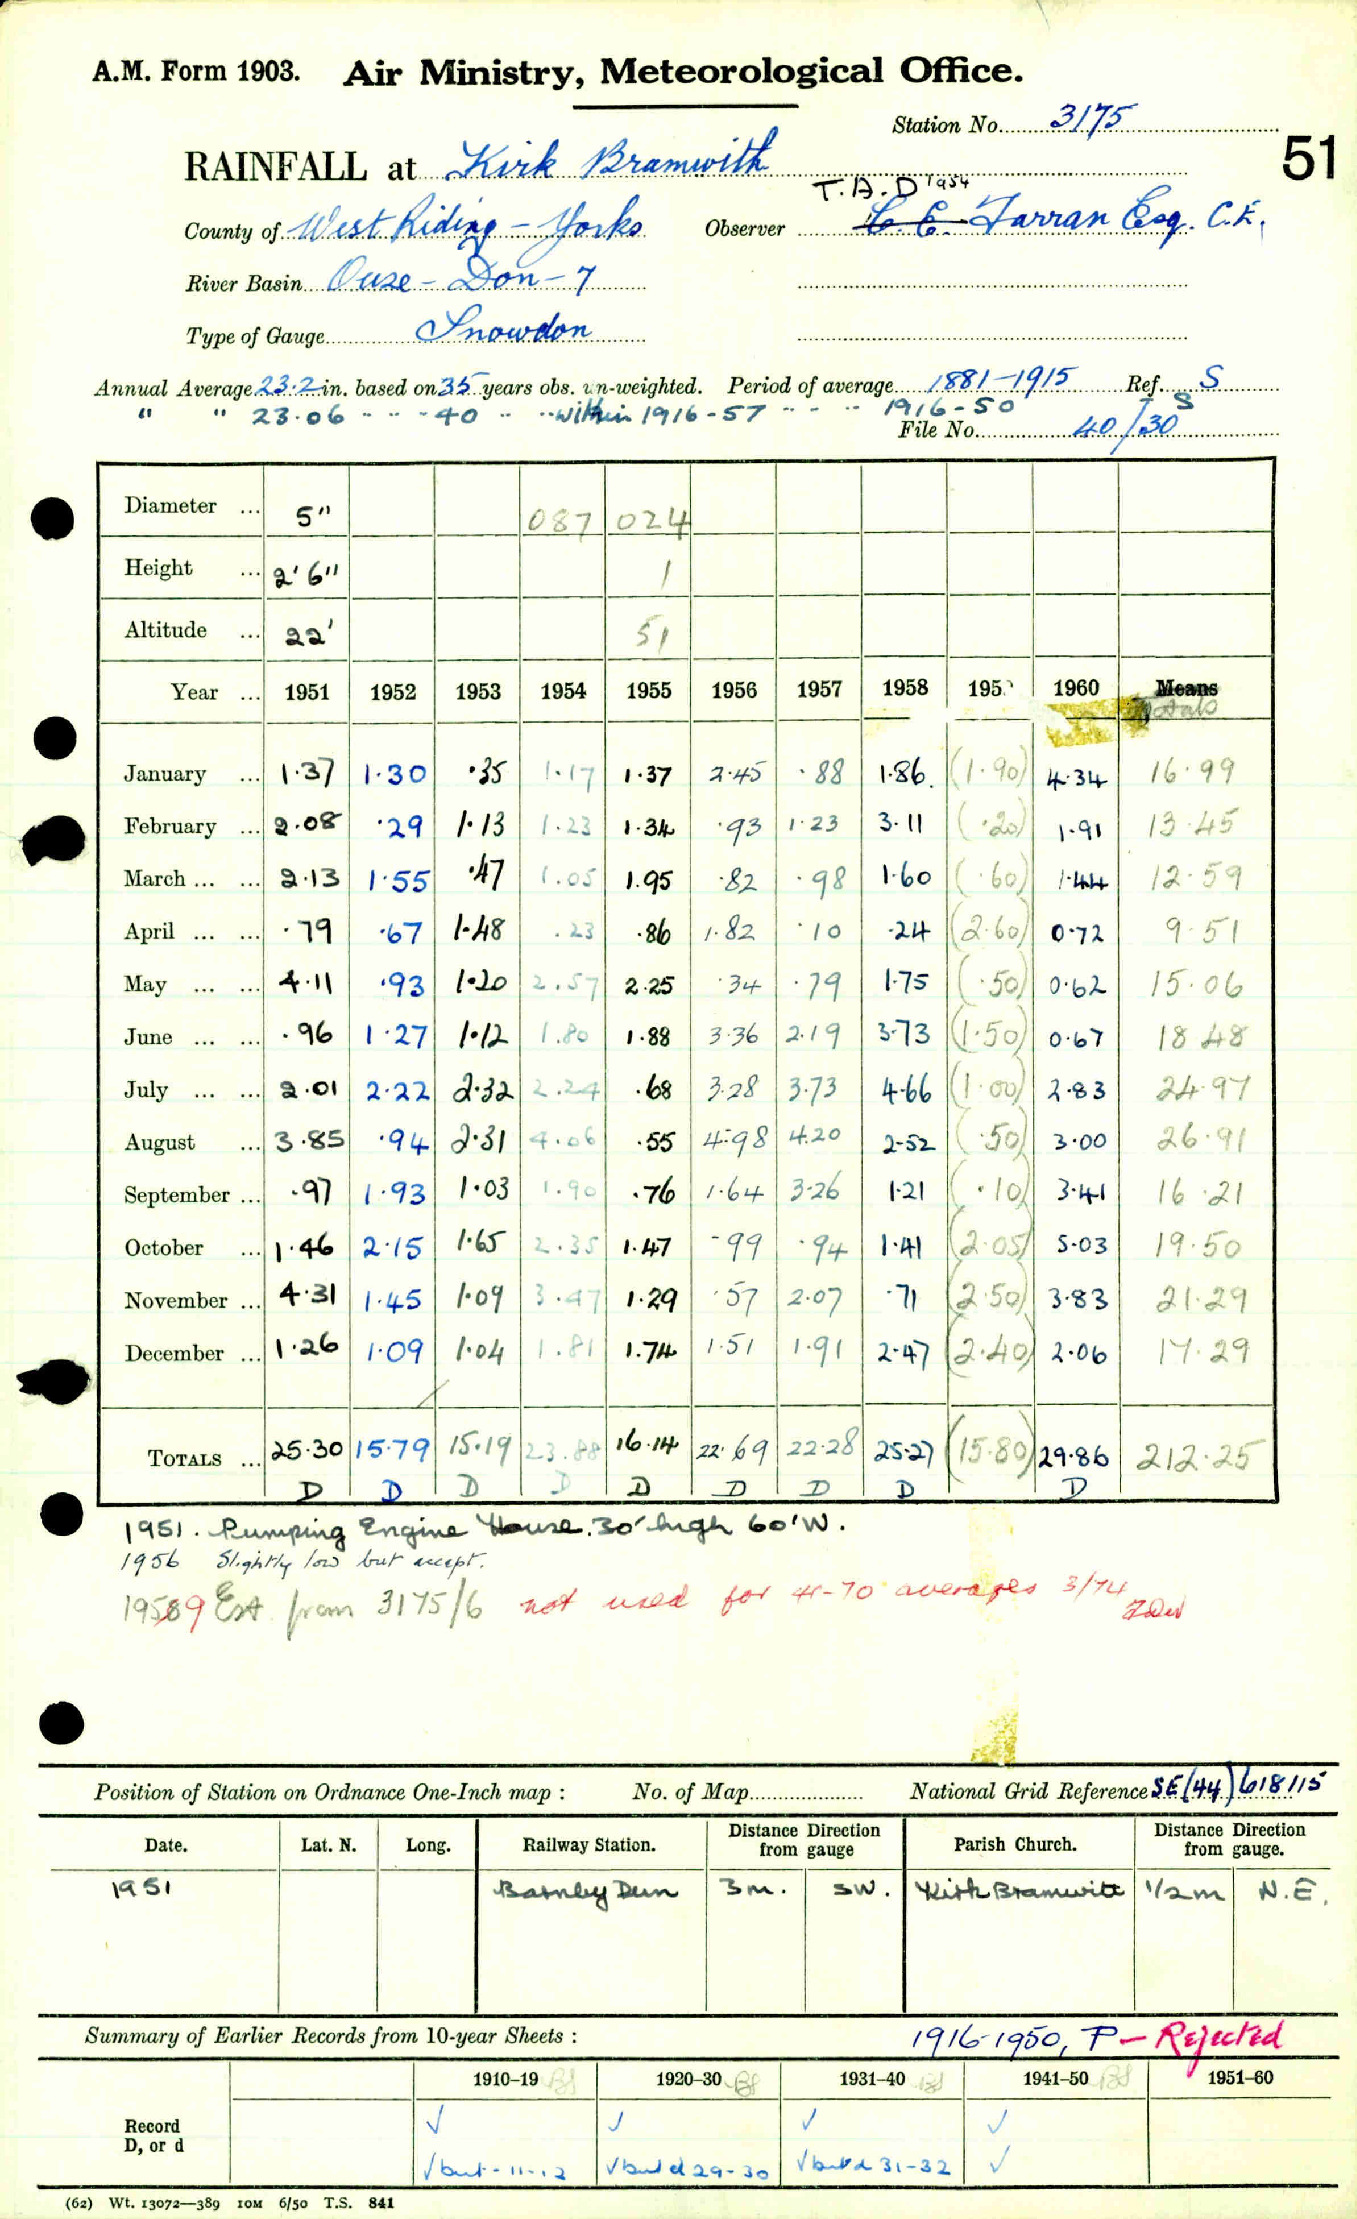 A.M. Form 1903. Air Ministry, Meteorological Office.
Station No. 3175
51
RAINFALL at Kirk Bramwith
T.A.D 1954
County of West Riding - Yorks Observer C. E. Farran Esq. C.E.
River Basin Ouse - Don - 7
Type of Gauge Snowdon
Annual Average 23.2 in. based on 35 years obs. un-weighted. Period of average 1881-1915 Ref. S
" " 23.06 " " 40 " " within 1916-57 " " " 1916-50 S
File No. 40/30
Diameter ... 5" 087 024
Height ... 2' 6" 1
Altitude ... 22' 51
Year ... 1951 1952 1953 1954 1955 1956 1957 1958 195 1960 Means
Totals
January ... 1.37 1.30 .35 1.17 1.37 2.45 .88 1.86 (1.90) 4.34 16.99
February ... 2.08 .29 1.13 1.23 1.34 .93 1.23 3.11 (.20) 1.91 13.45
March ... ... 2.13 1.55 .47 1.05 1.95 .82 .98 1.60 (.60) 1.44 12.59
April ... ... .79 .67 1.48 .23 .86 1.82 .10 .24 (2.60) 0.72 9.51
May ... ... 4.11 .93 1.20 2.57 2.25 .34 .79 1.75 (.50) 0.62 15.06
June ... ... .96 1.27 1.12 1.80 1.88 3.36 2.19 3.73 (1.50) 0.67 18.48
July ... ... 2.01 2.22 2.32 2.24 .68 3.28 3.73 4.66 (1.00) 2.83 24.97
August ... 3.85 .94 2.31 4.06 .55 4.98 4.20 2.52 (.50) 3.00 26.91
September ... .97 1.93 1.03 1.90 .76 1.64 3.26 1.21 (.10) 3.41 16.21
October ... 1.46 2.15 1.65 2.35 1.47 .99 .94 1.41 (2.05) 5.03 19.50
November ... 4.31 1.45 1.09 3.47 1.29 .57 2.07 .71 (2.50) 3.83 21.29
December ... 1.26 1.09 1.04 1.81 1.74 1.51 1.91 2.47 (2.40) 2.06 17.29
TOTALS ... 25.30 15.79 15.19 23.88 16.14 22.69 22.28 25.27 (15.80) 29.86 212.25
D D D D D D D D D
1951. Pumping Engine House. 30' high 60' W.
1956 Slightly low but accept.
19589 Est from 3175/6 not used for 41-70 averages 3/74
Position of Station on Ordnance One-Inch map : No. of Map National Grid Reference SE(44)618115
Date. Lat. N. Long. Railway Station. Distance from Direction gauge Parish Church. Distance from Direction gauge.
1951 Barnby Dun 3m. SW. Kirk Bramwith 1/2 m N.E.
Summary of Earlier Records from 10-year Sheets : 1916-1950, P - Rejected
1910-19 BS 1920-30 BS 1931-40 BS 1941-50 BS 1951-60
Record ✓ ✓ ✓ ✓
D, or d ✓but - 11-12 ✓but d 29-30 ✓but d 31-32 ✓
(62) Wt. 13072—389 10M 6/50 T.S. 841